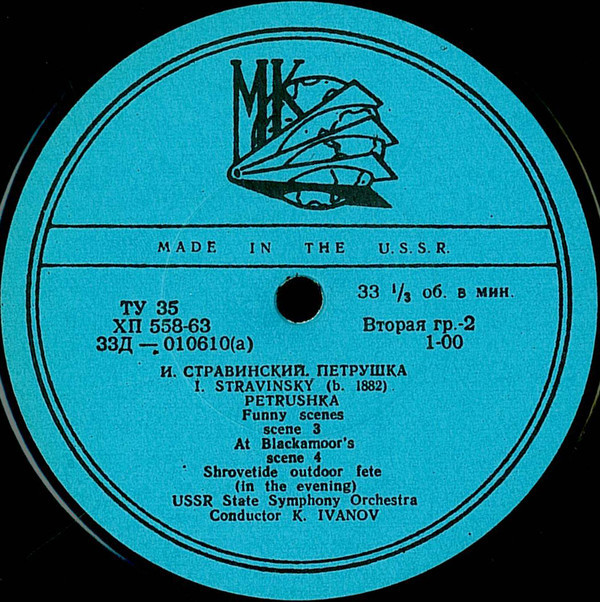 МК
MADE IN THE U.S.S.R.
33 1/3 об. в мин.
ТУ 35
ХП 558-63
33Д — 010610(а)
Вторая гр.-2
1-00
И. СТРАВИНСКИЙ. ПЕТРУШКА
I. STRAVINSKY (b. 1882)
PETRUSHKA
Funny scenes
scene 3
At Blackamoor's
scene 4
Shrovetide outdoor fete
(in the evening)
USSR State Symphony Orchestra
Conductor K. IVANOV